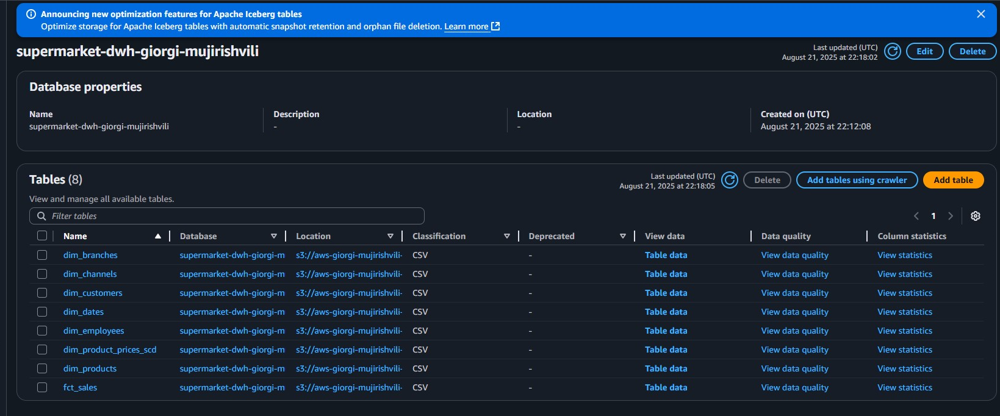 Announcing new optimization features for Apache Iceberg tables
Optimize storage for Apache Iceberg tables with automatic snapshot retention and orphan file deletion. Learn more
supermarket-dwh-giorgi-mujirishvili
Last updated (UTC)
August 21, 2025 at 22:18:02
Edit
Delete
Database properties
Name
supermarket-dwh-giorgi-mujirishvili
Description
-
Location
-
Created on (UTC)
August 21, 2025 at 22:12:08
Tables (8)
Last updated (UTC)
August 21, 2025 at 22:18:05
Delete
Add tables using crawler
Add table
View and manage all available tables.
Filter tables
1
Name Database Location Classification Deprecated View data Data quality Column statistics
dim_branches supermarket-dwh-giorgi-m s3://aws-giorgi-mujirishvili- CSV - Table data View data quality View statistics
dim_channels supermarket-dwh-giorgi-m s3://aws-giorgi-mujirishvili- CSV - Table data View data quality View statistics
dim_customers supermarket-dwh-giorgi-m s3://aws-giorgi-mujirishvili- CSV - Table data View data quality View statistics
dim_dates supermarket-dwh-giorgi-m s3://aws-giorgi-mujirishvili- CSV - Table data View data quality View statistics
dim_employees supermarket-dwh-giorgi-m s3://aws-giorgi-mujirishvili- CSV - Table data View data quality View statistics
dim_product_prices_scd supermarket-dwh-giorgi-m s3://aws-giorgi-mujirishvili- CSV - Table data View data quality View statistics
dim_products supermarket-dwh-giorgi-m s3://aws-giorgi-mujirishvili- CSV - Table data View data quality View statistics
fct_sales supermarket-dwh-giorgi-m s3://aws-giorgi-mujirishvili- CSV - Table data View data quality View statistics